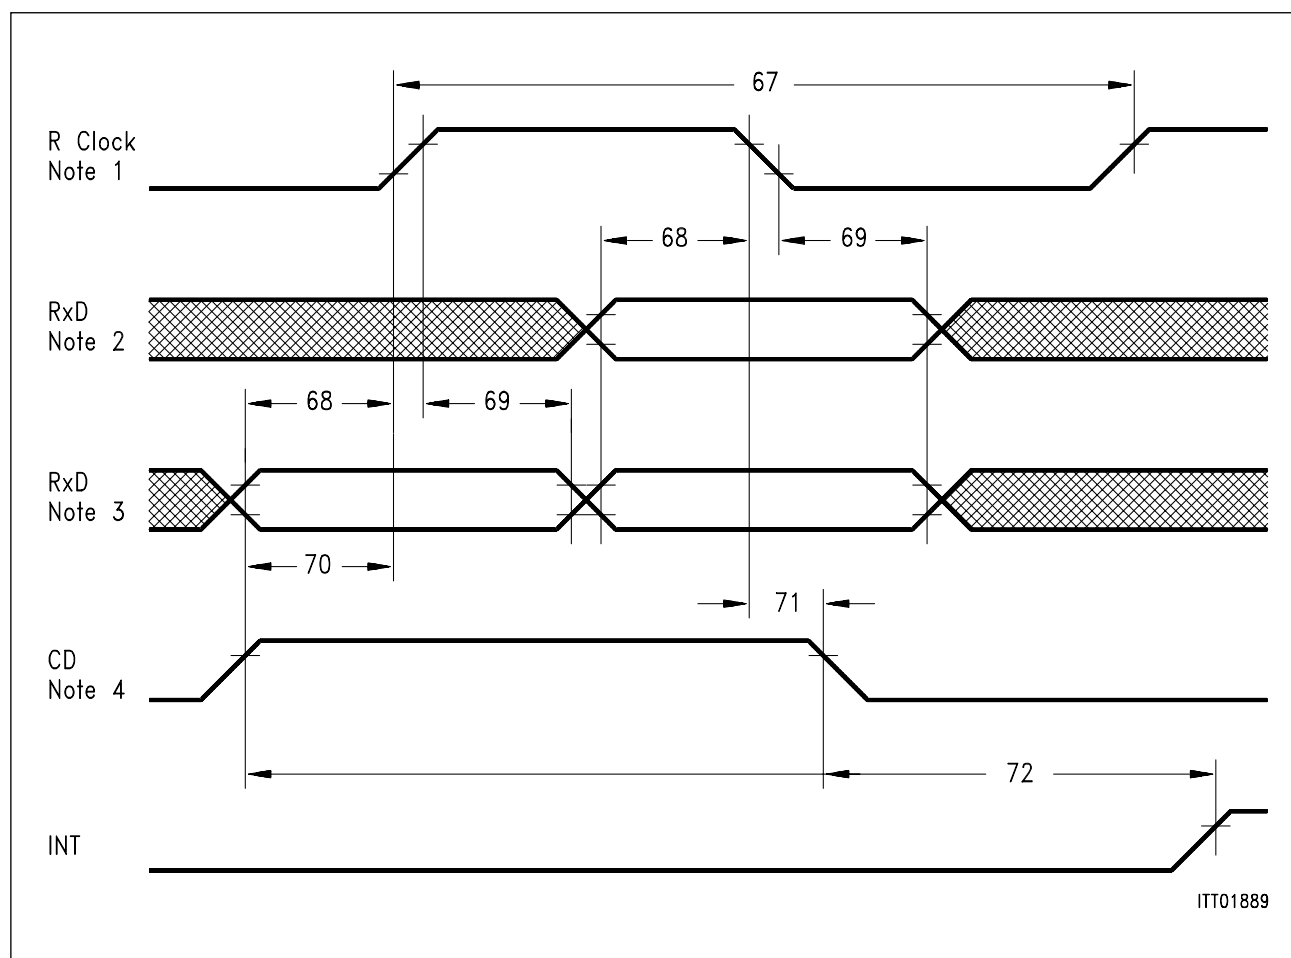 67
R Clock
Note 1
68
69
RxD
Note 2
68
69
RxD
Note 3
70
71
CD
Note 4
72
INT
ITT01889